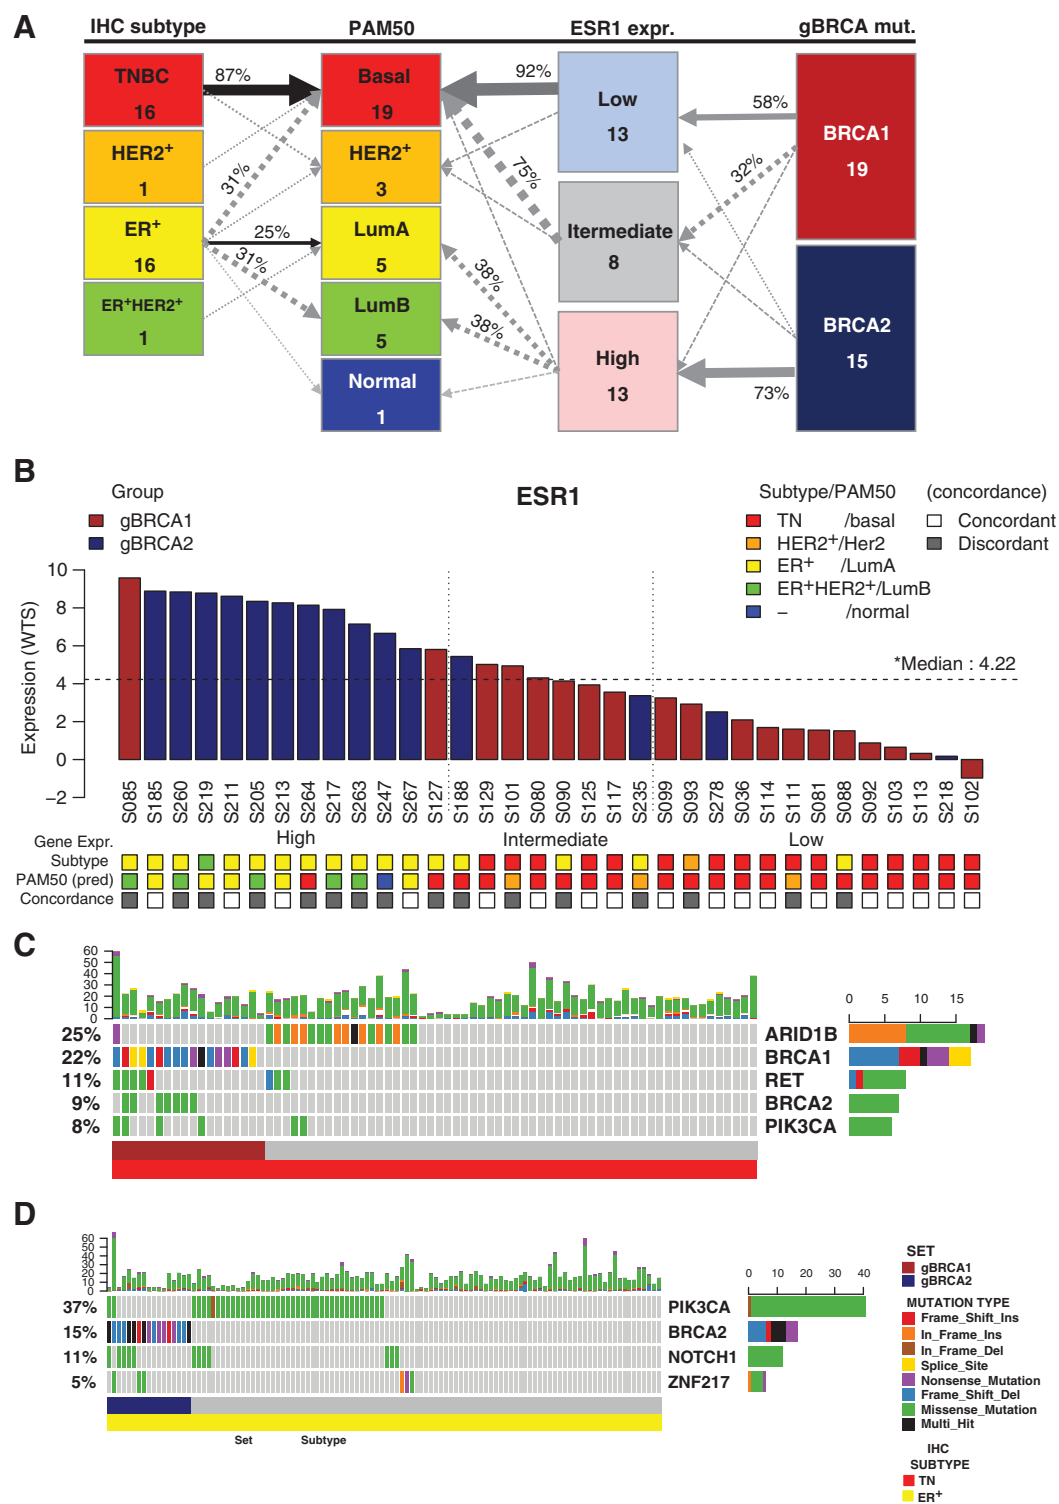 A
IHC subtype PAM50 ESR1 expr. gBRCA mut.
TNBC
16
HER2+
1
ER+
16
ER+HER2+
1
Basal
19
HER2+
3
LumA
5
LumB
5
Normal
1
Low
13
Itermediate
8
High
13
BRCA1
19
BRCA2
15
87%
31%
25%
31%
92%
75%
38%
38%
58%
32%
73%
B
ESR1
Group
gBRCA1
gBRCA2
Subtype/PAM50 (concordance)
TN /basal
HER2+/Her2
ER+ /LumA
ER+HER2+/LumB
– /normal
Concordant
Discordant
Expression (WTS)
10
8
6
4
2
0
−2
*Median : 4.22
S085 S185 S260 S219 S211 S205 S213 S264 S217 S263 S247 S267 S127 S188 S129 S101 S080 S090 S125 S117 S235 S099 S093 S278 S036 S114 S111 S081 S088 S092 S103 S113 S218 S102
Gene Expr. High Intermediate Low
Subtype
PAM50 (pred)
Concordance
C
60
50
40
30
20
10
0
0 5 10 15
25% ARID1B
22% BRCA1
11% RET
9% BRCA2
8% PIK3CA
D
60
50
40
30
20
10
0
0 10 20 30 40
37% PIK3CA
15% BRCA2
11% NOTCH1
5% ZNF217
Set Subtype
SET
gBRCA1
gBRCA2
MUTATION TYPE
Frame_Shift_Ins
In_Frame_Ins
In_Frame_Del
Splice_Site
Nonsense_Mutation
Frame_Shift_Del
Missense_Mutation
Multi_Hit
IHC
SUBTYPE
TN
ER+